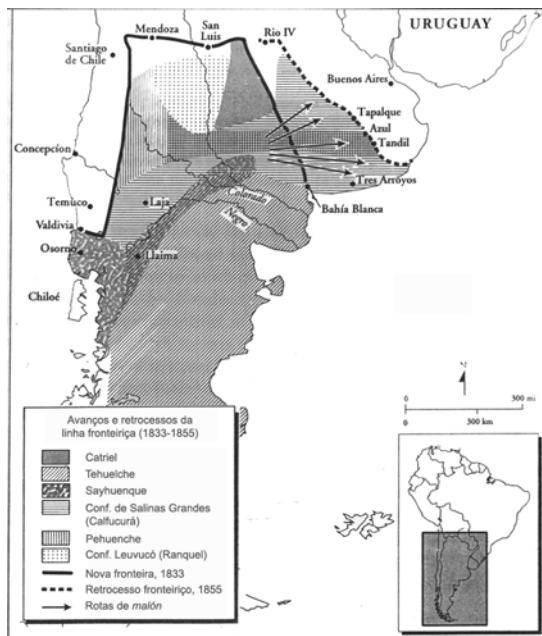 URUGUAY
Mendoza
San
Luis
Rio IV
Santiago
de Chile
Buenos Aires
Tapalque
Azul
Tandil
Concepcíon
Tres Arroyos
Temuco
Laja
Colorado
Bahía Blanca
Valdivia
Negro
Osorno
Llaima
Chiloé
N
0 300 mi
0 300 km
Avanços e retrocessos da
linha fronteiriça (1833-1855)
Catriel
Tehuelche
Sayhuenque
Conf. de Salinas Grandes
(Calfucurá)
Pehuenche
Conf. Leuvucó (Ranquel)
Nova fronteira, 1833
Retrocesso fronteiriço, 1855
Rotas de malón